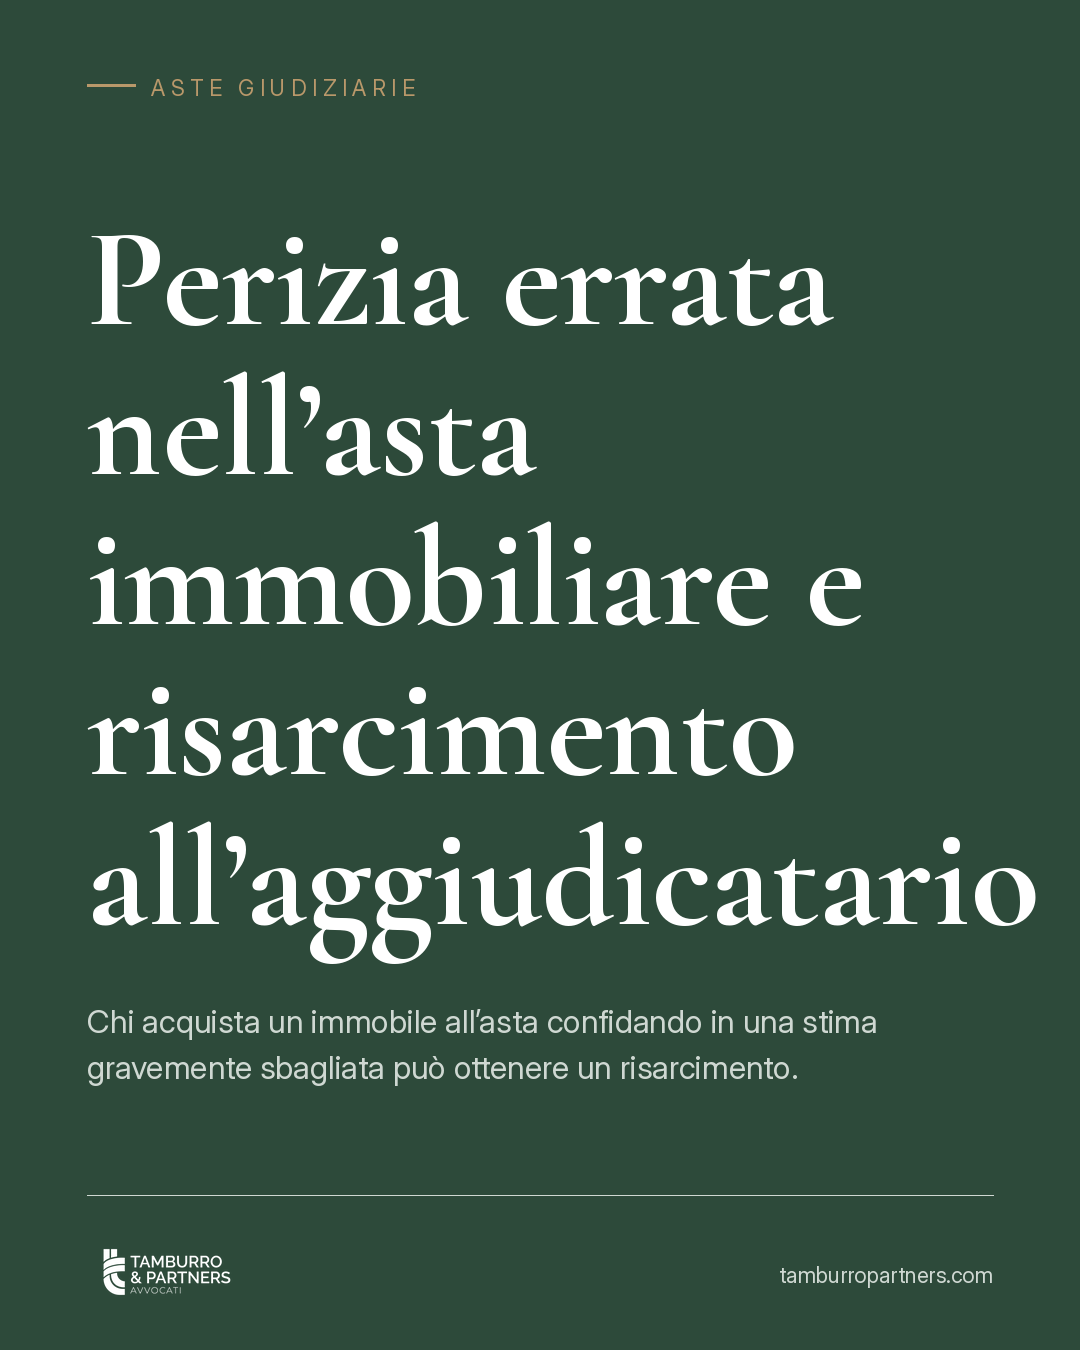 ASTE GIUDIZIARIE
Perizia errata
nell’asta
immobiliare e
risarcimento
all’aggiudicatario
Chi acquista un immobile all’asta confidando in una stima
gravemente sbagliata può ottenere un risarcimento.
TAMBURRO
& PARTNERS
AVVOCATI
tamburropartners.com